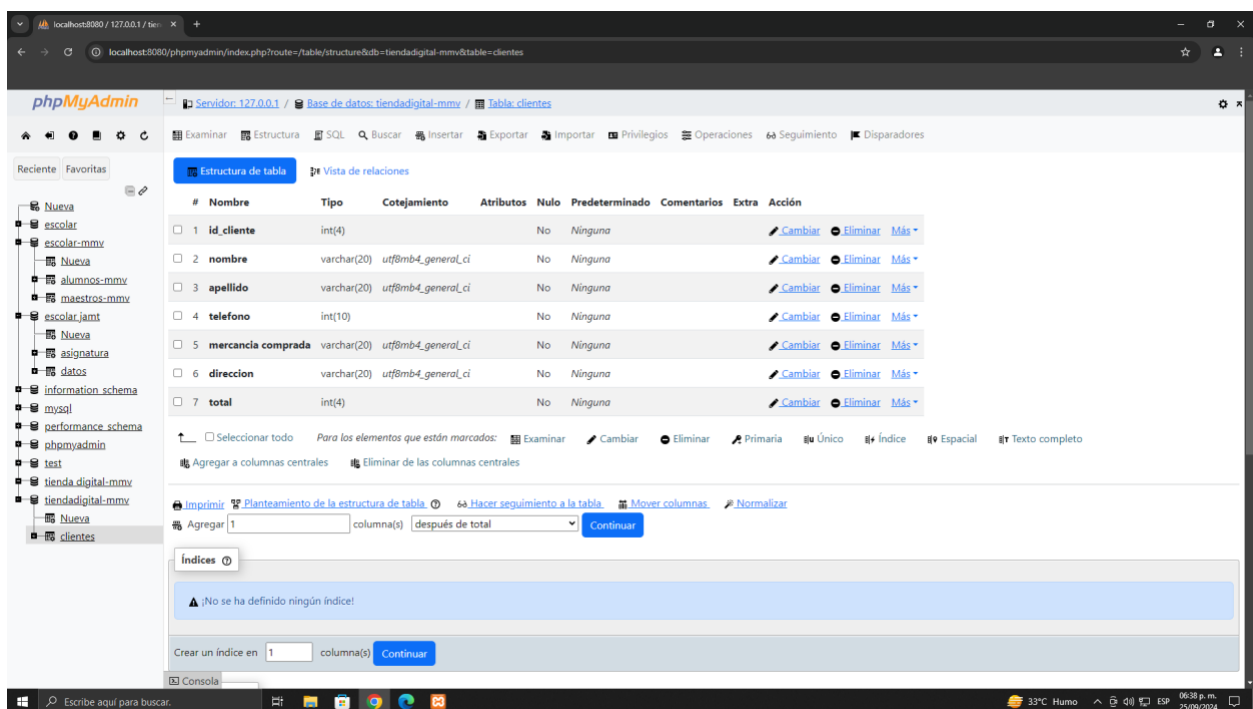 localhost:8080 / 127.0.0.1 / tien
localhost:8080/phpmyadmin/index.php?route=/table/structure&db=tiendadigital-mmv&table=clientes
phpMyAdmin
Reciente Favoritas
Nueva
escolar
escolar-mmv
Nueva
alumnos-mmv
maestros-mmv
escolar.jamt
Nueva
asignatura
datos
information_schema
mysql
performance_schema
phpmyadmin
test
tienda digital-mmv
tiendadigital-mmv
Nueva
clientes
Servidor: 127.0.0.1 / Base de datos: tiendadigital-mmv / Tabla: clientes
Examinar Estructura SQL Buscar Insertar Exportar Importar Privilegios Operaciones Seguimiento Disparadores
Estructura de tabla Vista de relaciones
# Nombre Tipo Cotejamiento Atributos Nulo Predeterminado Comentarios Extra Acción
1 id_cliente int(4) No Ninguna Cambiar Eliminar Más
2 nombre varchar(20) utf8mb4_general_ci No Ninguna Cambiar Eliminar Más
3 apellido varchar(20) utf8mb4_general_ci No Ninguna Cambiar Eliminar Más
4 telefono int(10) No Ninguna Cambiar Eliminar Más
5 mercancia comprada varchar(20) utf8mb4_general_ci No Ninguna Cambiar Eliminar Más
6 direccion varchar(20) utf8mb4_general_ci No Ninguna Cambiar Eliminar Más
7 total int(4) No Ninguna Cambiar Eliminar Más
Seleccionar todo Para los elementos que están marcados: Examinar Cambiar Eliminar Primaria Único Índice Espacial Texto completo
Agregar a columnas centrales Eliminar de las columnas centrales
Imprimir Planteamiento de la estructura de tabla Hacer seguimiento a la tabla Mover columnas Normalizar
Agregar 1 columna(s) después de total Continuar
Índices
¡No se ha definido ningún índice!
Crear un índice en 1 columna(s) Continuar
Consola
Escribe aquí para buscar.
33°C Humo ESP 06:38 p. m.
25/09/2024